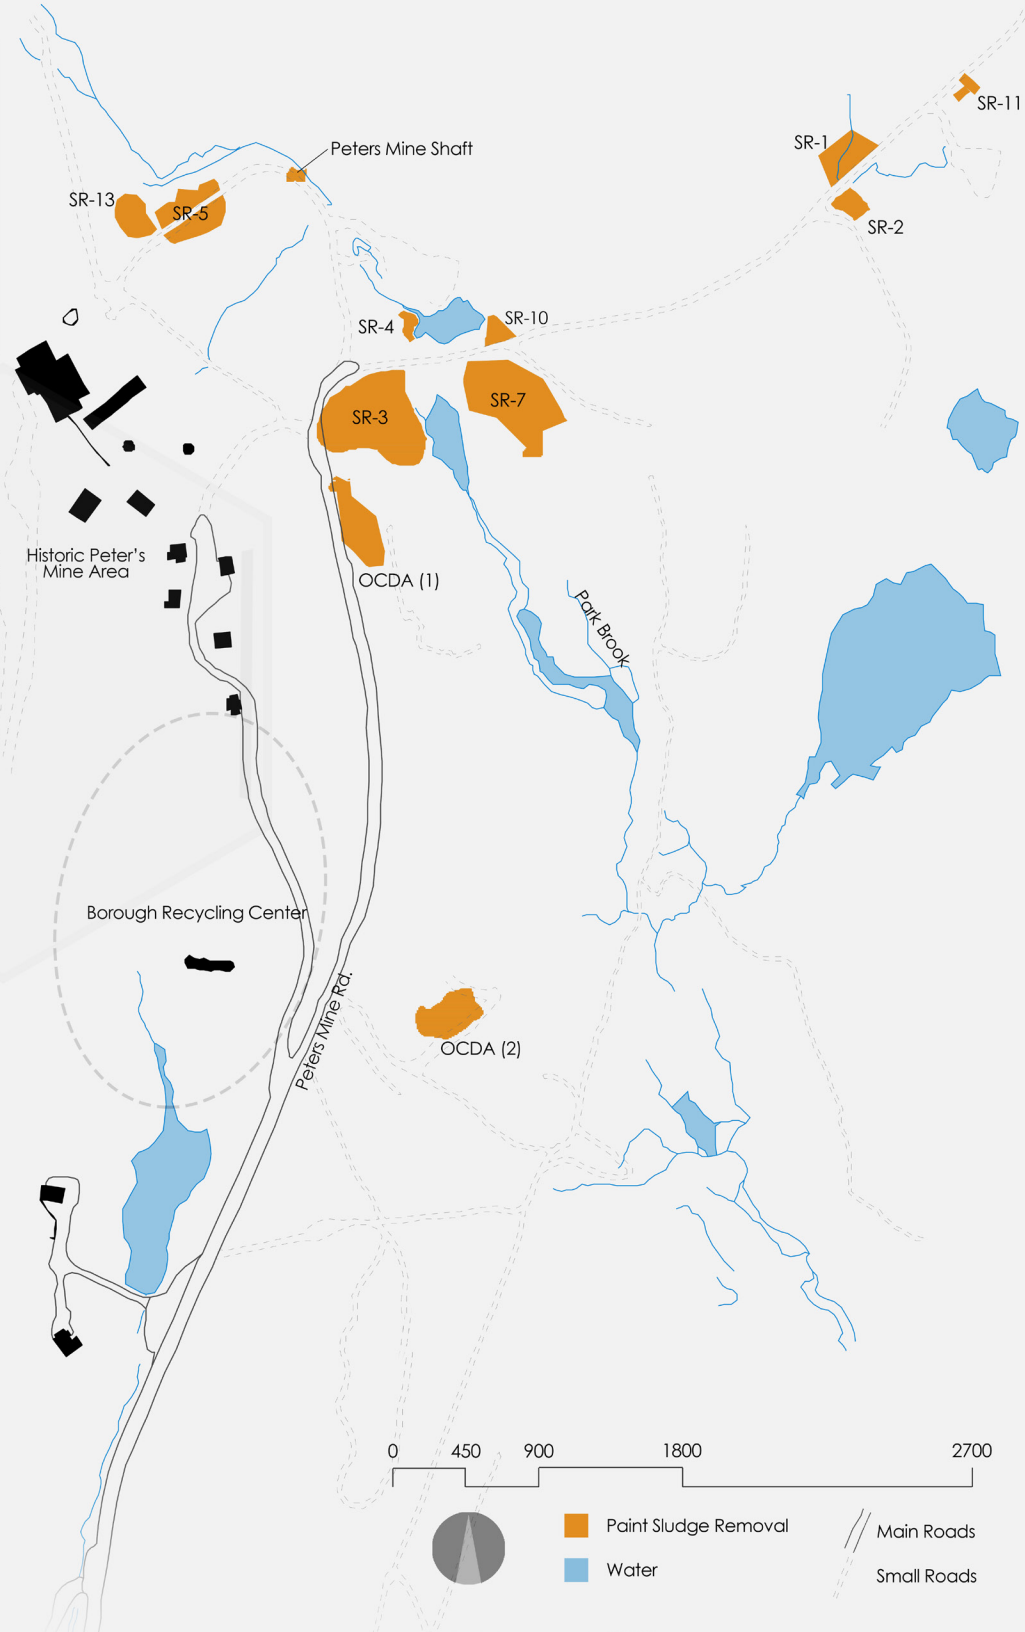 SR-11
SR-1
Peters Mine Shaft
SR-13
SR-5
SR-2
SR-4
SR-10
SR-7
SR-3
Historic Peter's
Mine Area
OCDA (1)
Park Brook
Borough Recycling Center
Peters Mine Rd.
OCDA (2)
0 450 900 1800 2700
Paint Sludge Removal
Main Roads
Water
Small Roads